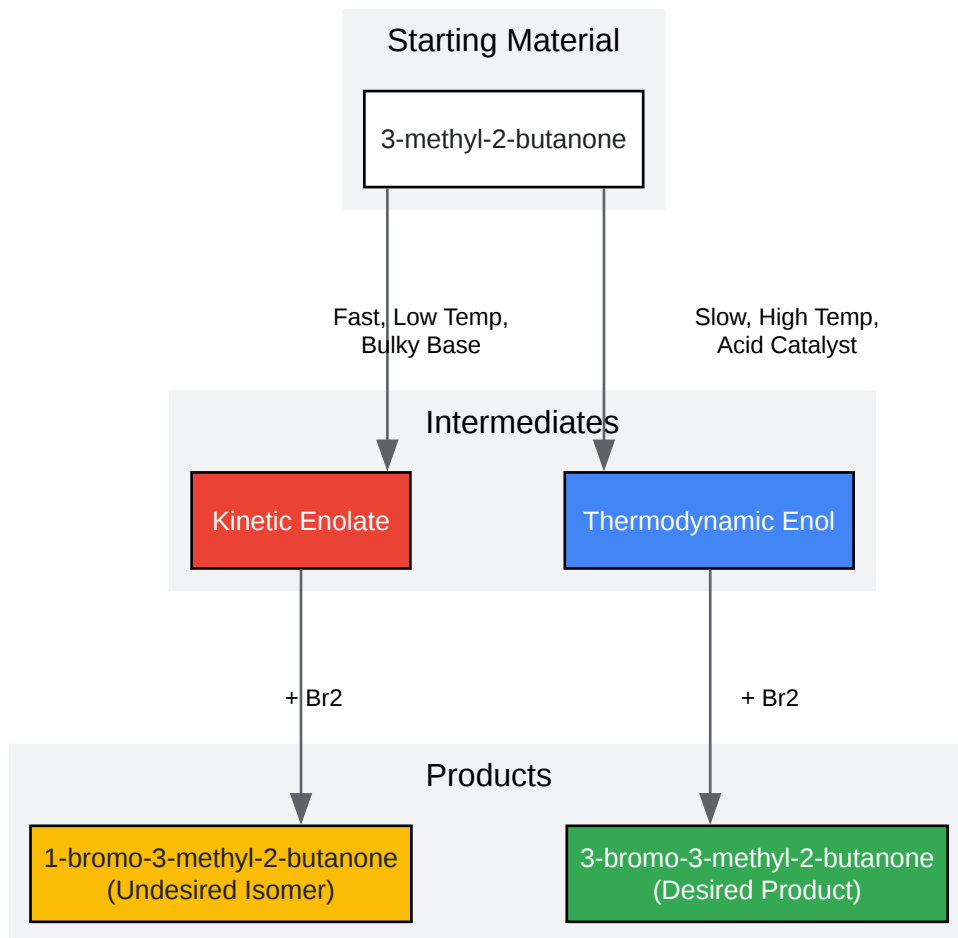 Starting Material
3-methyl-2-butanone
Fast, Low Temp,
Bulky Base
Slow, High Temp,
Acid Catalyst
Intermediates
Kinetic Enolate
Thermodynamic Enol
+ Br2
+ Br2
Products
1-bromo-3-methyl-2-butanone
(Undesired Isomer)
3-bromo-3-methyl-2-butanone
(Desired Product)